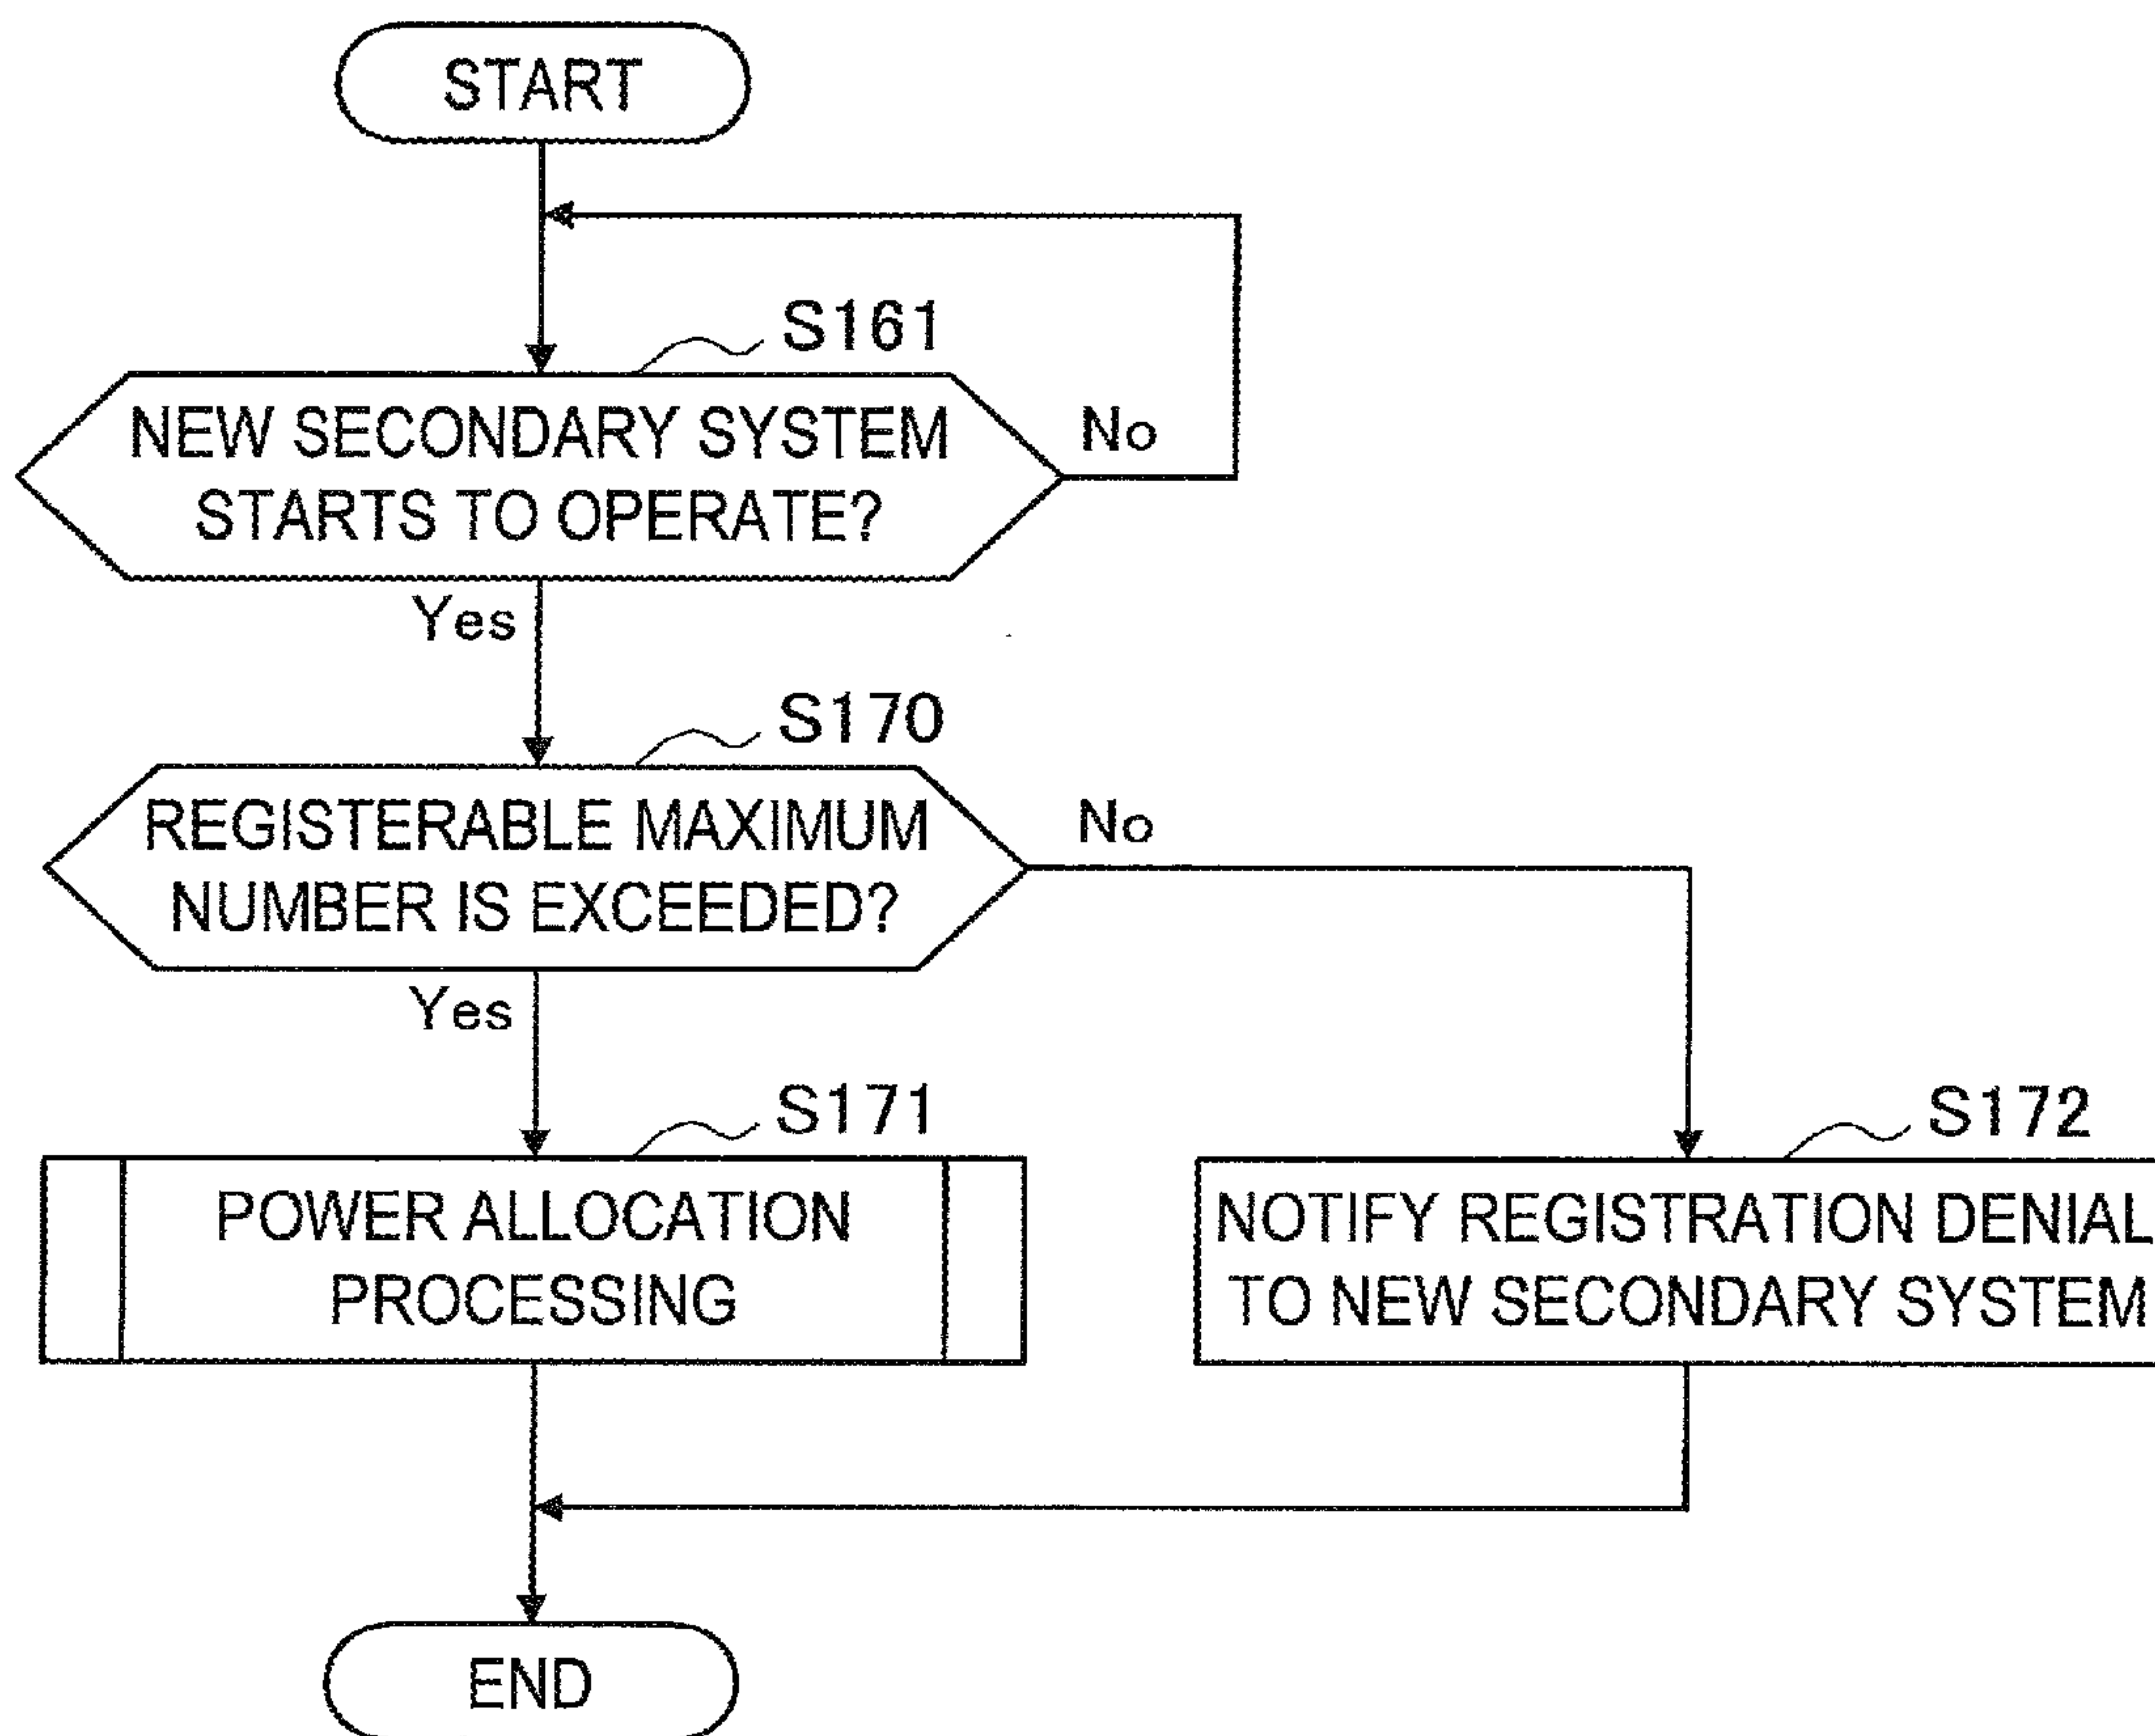 START
S161
NEW SECONDARY SYSTEM
STARTS TO OPERATE?
No
Yes
S170
REGISTERABLE MAXIMUM
NUMBER IS EXCEEDED?
No
Yes
S171
POWER ALLOCATION
PROCESSING
S172
NOTIFY REGISTRATION DENIAL
TO NEW SECONDARY SYSTEM
END